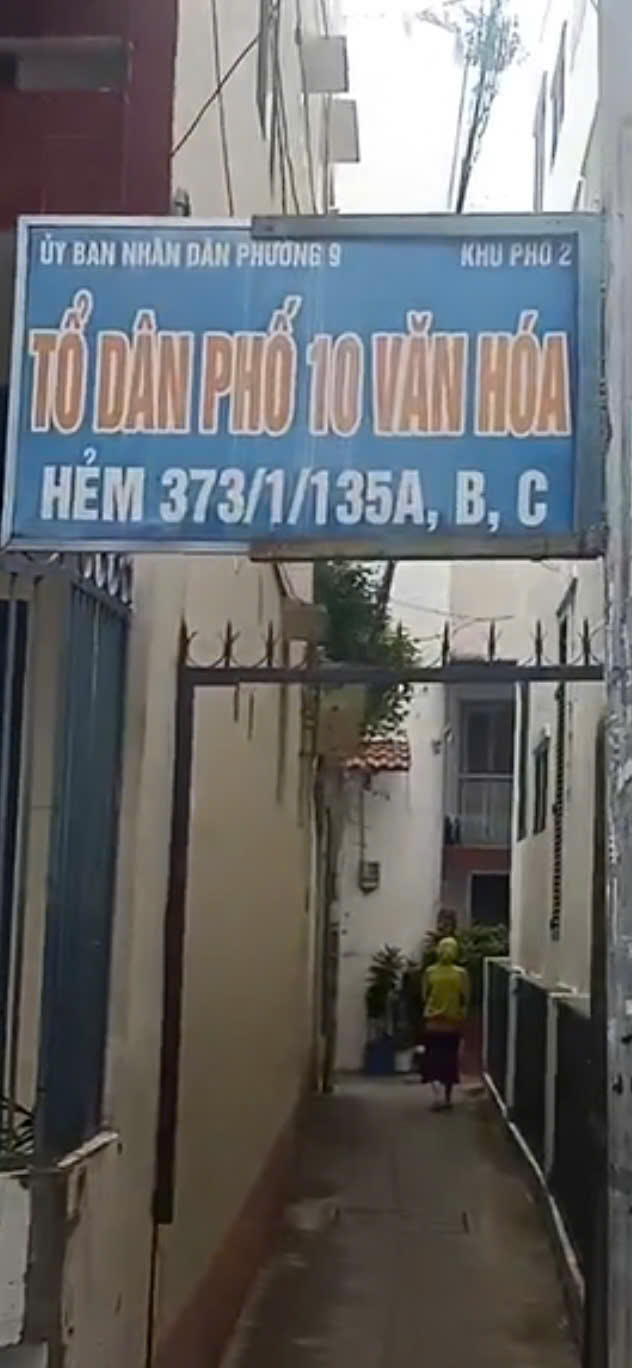 ỦY BAN NHÂN DÂN PHƯỜNG 9 KHU PHỐ 2
TỔ DÂN PHỐ 10 VĂN HÓA
HẺM 373/1/135A, B, C